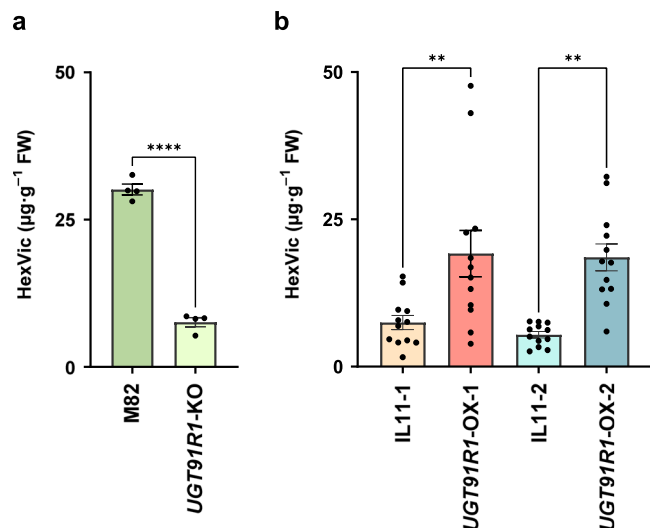 a
b
HexVic (µg·g⁻¹ FW)
50
25
0
****
M82
UGT91R1-KO
HexVic (µg·g⁻¹ FW)
50
25
0
**
**
IL11-1
UGT91R1-OX-1
IL11-2
UGT91R1-OX-2